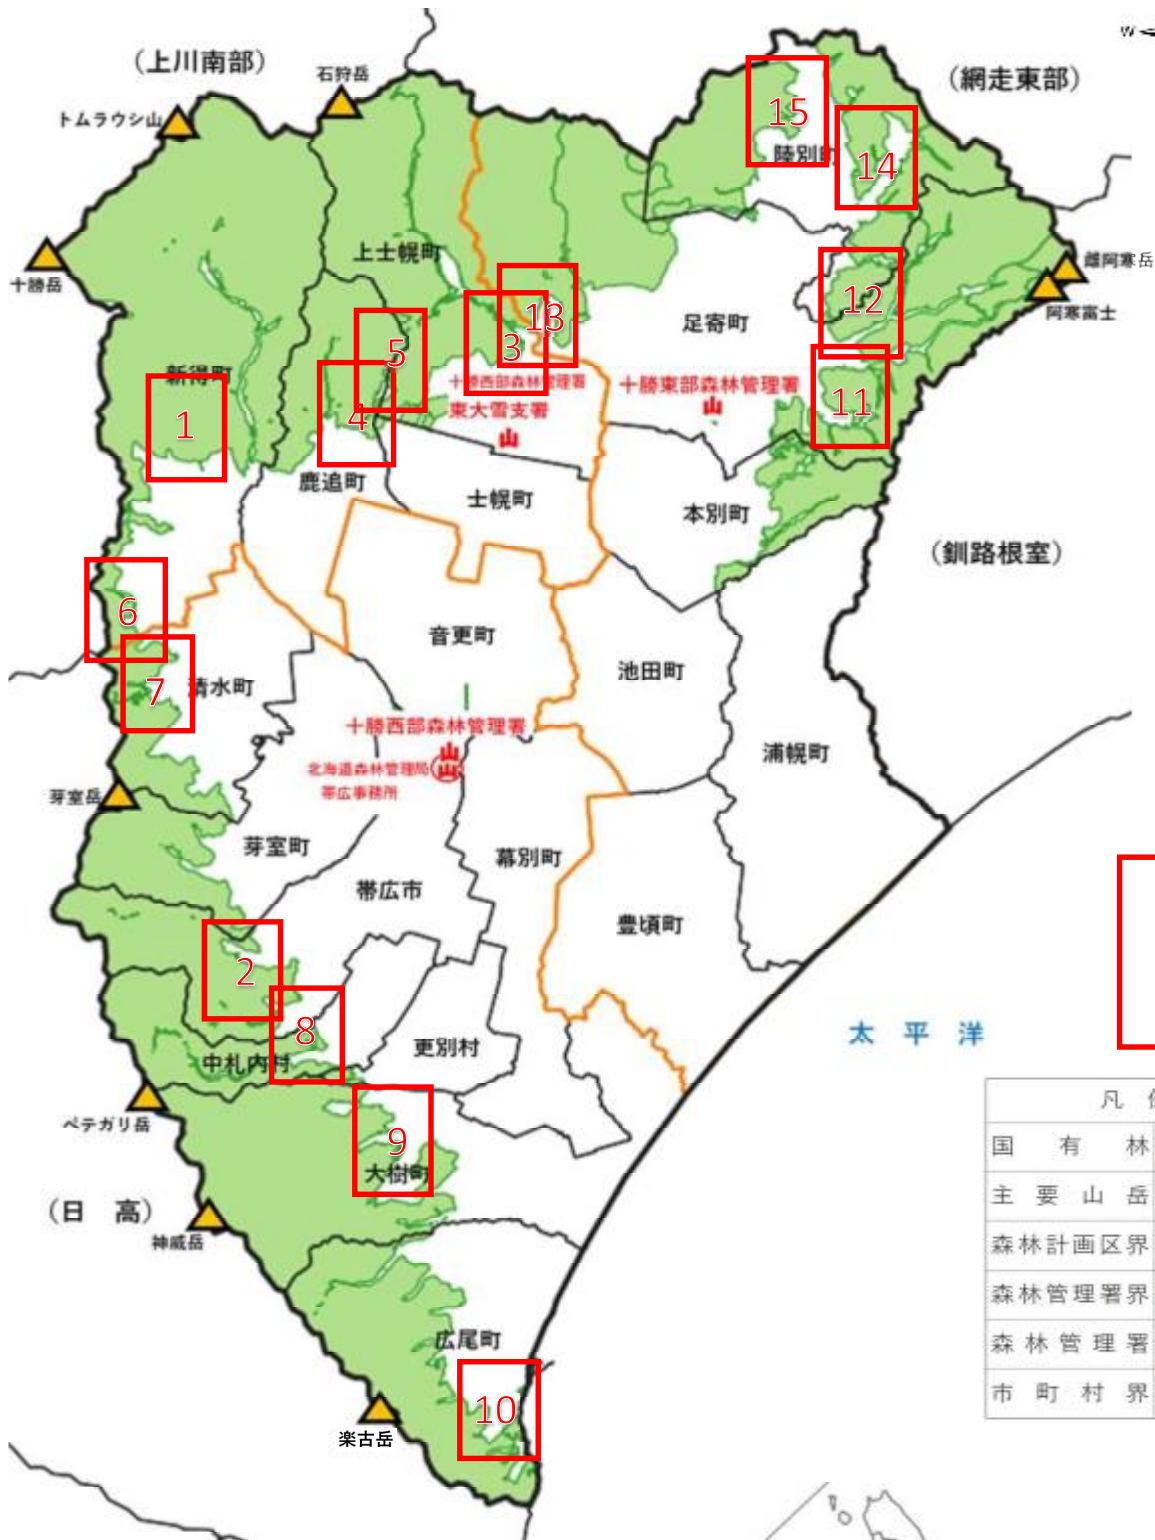 W
(上川南部)
石狩岳
(網走東部)
トムラウシ山
15
陸別町
14
上士幌町
十勝岳
雌阿寒岳
阿寒富士
12
13
足寄町
3
5
新得町
十勝西部森林管理署
東大雪支署
十勝東部森林管理署
11
1
4
鹿追町
士幌町
本別町
(釧路根室)
6
音更町
池田町
7
清水町
十勝西部森林管理署
北海道森林管理局
帯広事務所
浦幌町
芽室岳
芽室町
幕別町
帯広市
豊頃町
2
8
太平洋
中札内村
更別村
ペテガリ岳
9
大樹町
(日 高)
神威岳
広尾町
10
楽古岳
凡
国有林
主要山岳
森林計画区界
森林管理署界
森林管理署
市町村界